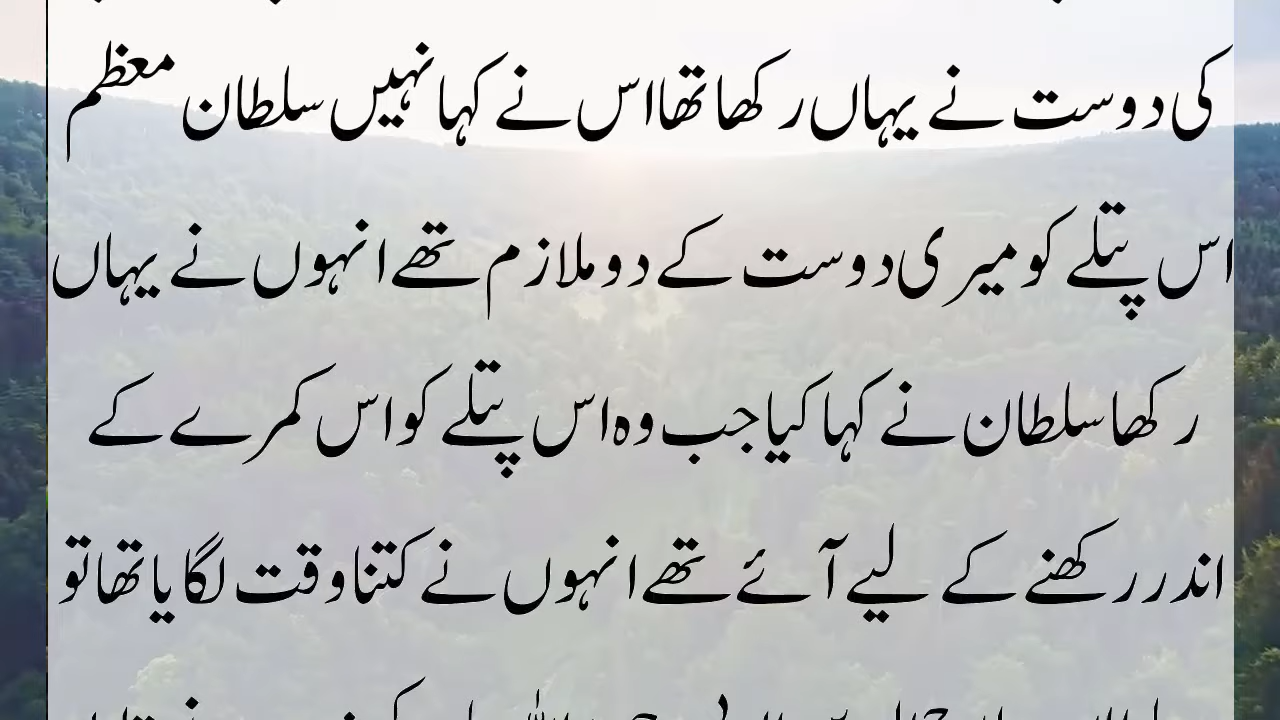 کی دوست نے یہاں رکھا تھا اس نے کہا نہیں سلطان معظم
اس پتلے کو میری دوست کے دو ملازم تھے انہوں نے یہاں
رکھا سلطان نے کہا کیا جب وہ اس پتلے کو اس کمرے کے
اندر رکھنے کے لیے آئے تھے انہوں نے کتنا وقت لگایا تھا تو